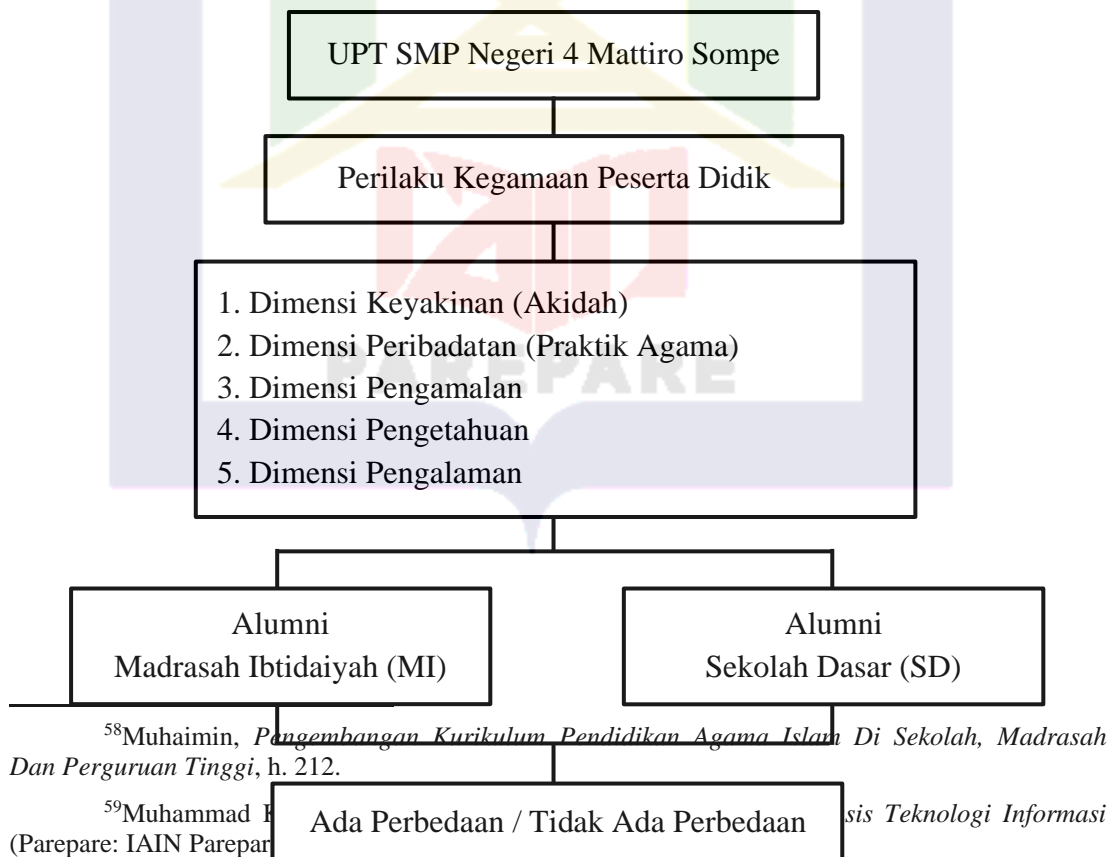 UPT SMP Negeri 4 Mattiro Sompe
Perilaku Kegamaan Peserta Didik
1. Dimensi Keyakinan (Akidah)
2. Dimensi Peribadatan (Praktik Agama)
3. Dimensi Pengamalan
4. Dimensi Pengetahuan
5. Dimensi Pengalaman
PAREPARE
Alumni
Madrasah Ibtidaiyah (MI)
Alumni
Sekolah Dasar (SD)
58Muhaimin, Pengembangan Kurikulum Pendidikan Agama Islam Di Sekolah, Madrasah
Dan Perguruan Tinggi, h. 212.
59Muhammad Teknologi Informasi
(Parepare: IAIN
Ada Perbedaan / Tidak Ada Perbedaan